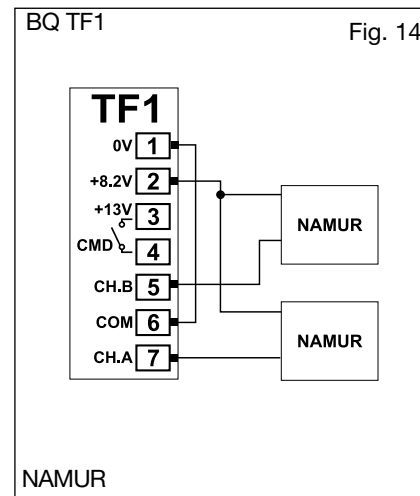 BQ TF1
Fig. 14
TF1
0V 1
+8.2V 2
+13V 3
CMD 4
CH.B 5
COM 6
CH.A 7
NAMUR
NAMUR
NAMUR